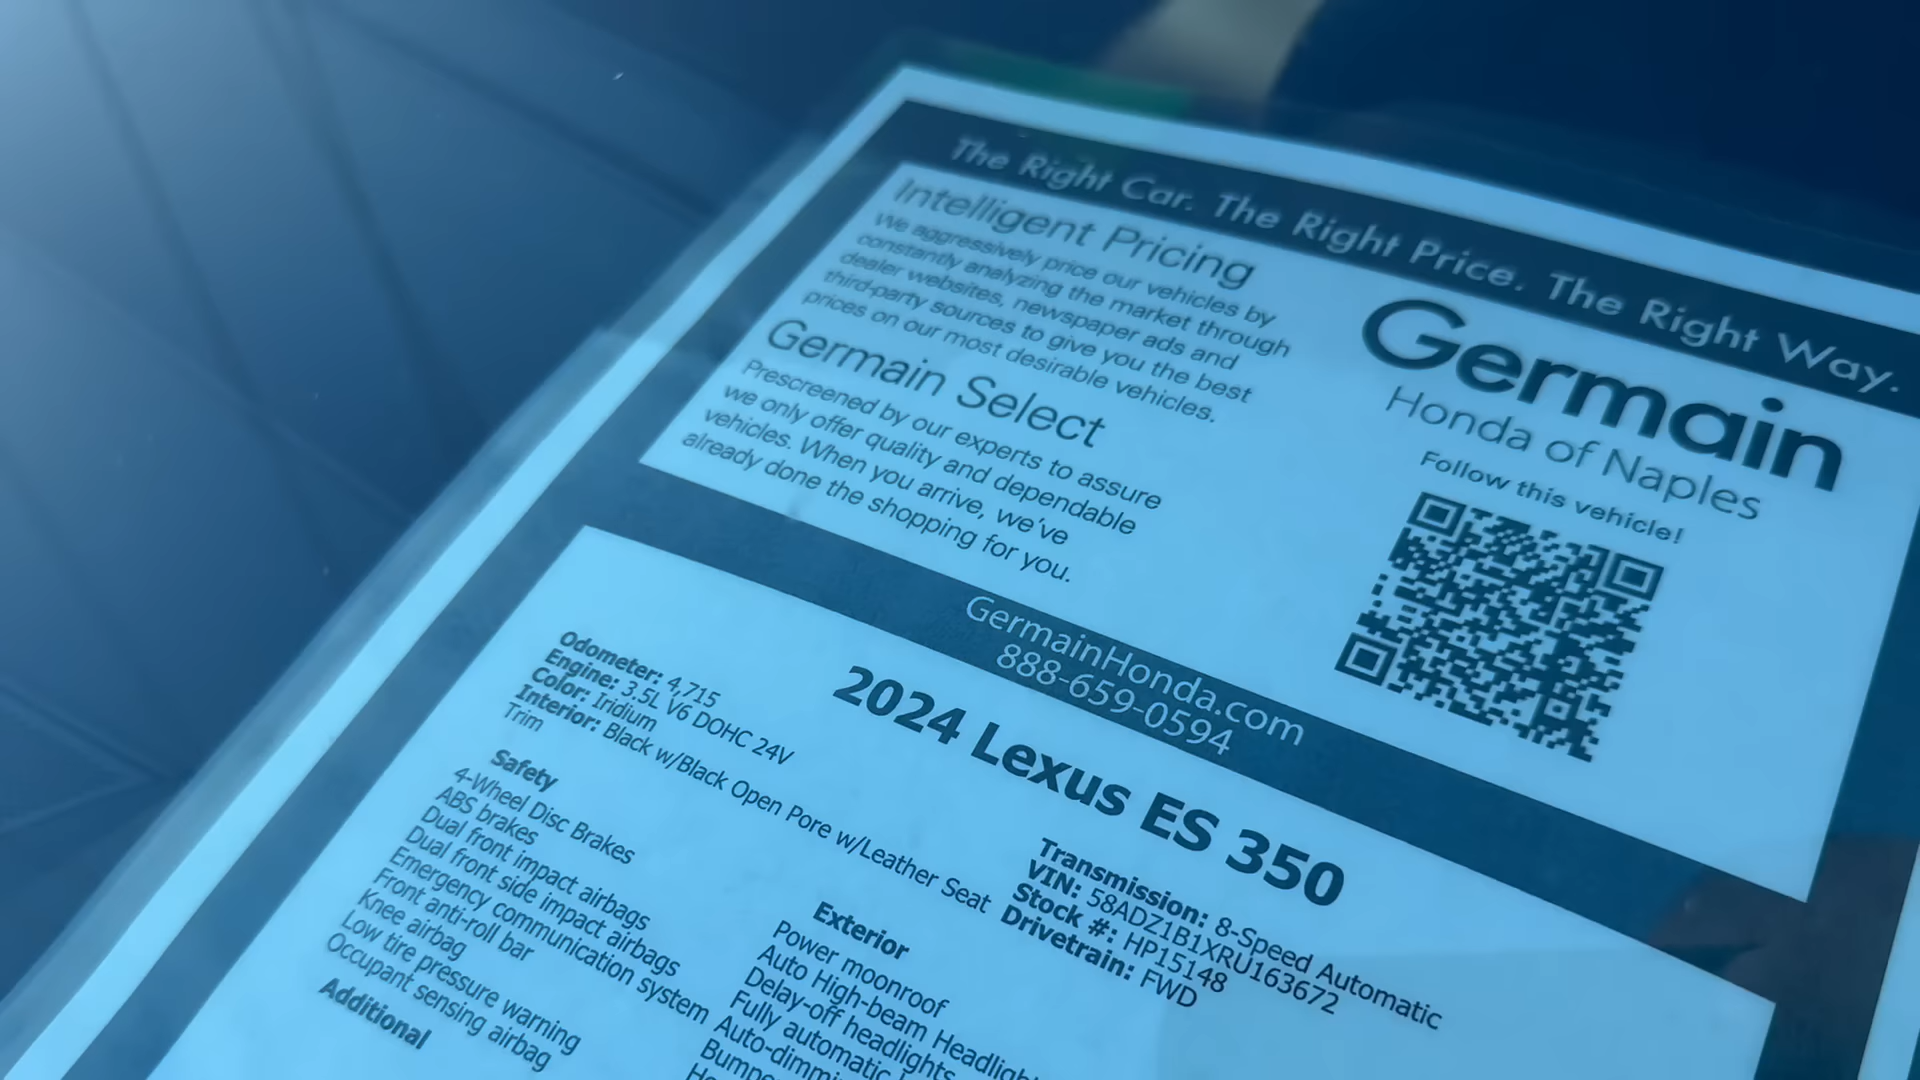 The Right Car. The Right Price. The Right Way.
Intelligent Pricing
We aggressively price our vehicles by
constantly analyzing the market through
dealer websites, newspaper ads and
third-party sources to give you the best
prices on our most desirable vehicles.
Germain Select
Prescreened by our experts to assure
we only offer quality and dependable
vehicles. When you arrive, we've
already done the shopping for you.
Germain
Honda of Naples
Follow this vehicle!
GermainHonda.com
888-659-0594
2024 Lexus ES 350
Odometer: 4,715
Engine: 3.5L V6 DOHC 24V
Color: Iridium
Interior: Black w/Black Open Pore w/Leather Seat
Trim
Transmission: 8-Speed Automatic
VIN: 58ADZ1B1XRU163672
Stock #: HP15148
Drivetrain: FWD
Safety
4-Wheel Disc Brakes
ABS brakes
Dual front impact airbags
Dual front side impact airbags
Emergency communication system
Front anti-roll bar
Knee airbag
Low tire pressure warning
Occupant sensing airbag
Additional
Exterior
Power moonroof
Auto High-beam Headlights
Delay-off headlights
Fully automatic
Auto-dimming